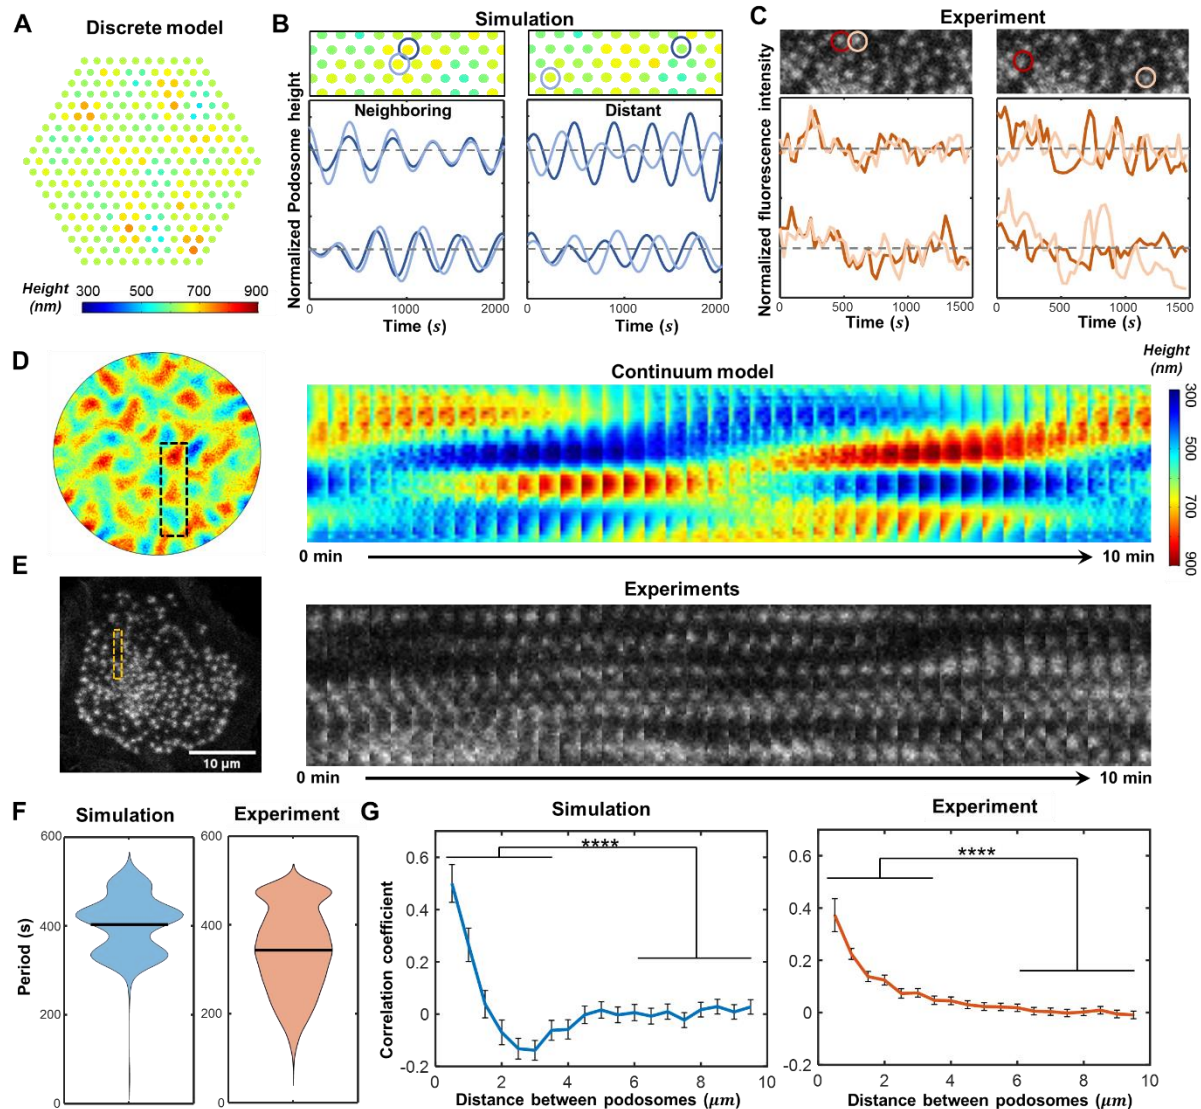 A
Discrete model
Height
(nm)
300
500
700
900
B
Simulation
Normalized Podosome height
Neighboring
Distant
0
1000
2000
0
1000
2000
Time (s)
Time (s)
C
Experiment
Normalized fluorescence intensity
0
500
1000
1500
0
500
1000
1500
Time (s)
Time (s)
D
Continuum model
Height
(nm)
300
500
700
900
0 min
10 min
E
Experiments
10 μm
0 min
10 min
F
Simulation
Experiment
Period (s)
600
400
200
0
600
400
200
0
G
Simulation
Correlation coefficient
0.6
0.4
0.2
0
-0.2
****
0
2
4
6
8
10
Distance between podosomes (μm)
Experiment
0.6
0.4
0.2
0
-0.2
****
0
2
4
6
8
10
Distance between podosomes (μm)